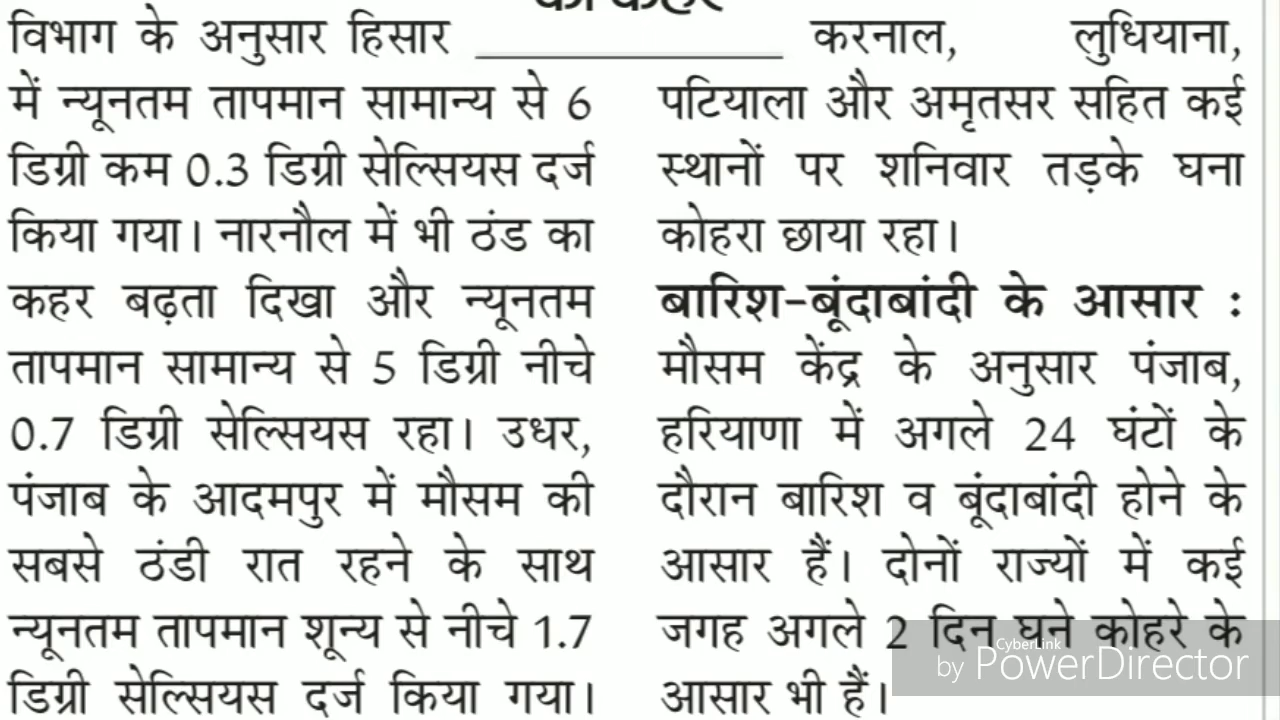 का कहर
विभाग के अनुसार हिसार
में न्यूनतम तापमान सामान्य से 6
डिग्री कम 0.3 डिग्री सेल्सियस दर्ज
किया गया। नारनौल में भी ठंड का
कहर बढ़ता दिखा और न्यूनतम
तापमान सामान्य से 5 डिग्री नीचे
0.7 डिग्री सेल्सियस रहा। उधर,
पंजाब के आदमपुर में मौसम की
सबसे ठंडी रात रहने के साथ
न्यूनतम तापमान शून्य से नीचे 1.7
डिग्री सेल्सियस दर्ज किया गया।
करनाल, लुधियाना,
पटियाला और अमृतसर सहित कई
स्थानों पर शनिवार तड़के घना
कोहरा छाया रहा।
बारिश-बूंदाबांदी के आसार :
मौसम केंद्र के अनुसार पंजाब,
हरियाणा में अगले 24 घंटों के
दौरान बारिश व बूंदाबांदी होने के
आसार हैं। दोनों राज्यों में कई
जगह अगले 2 दिन घने कोहरे के
आसार भी हैं।
CyberLink
by PowerDirector